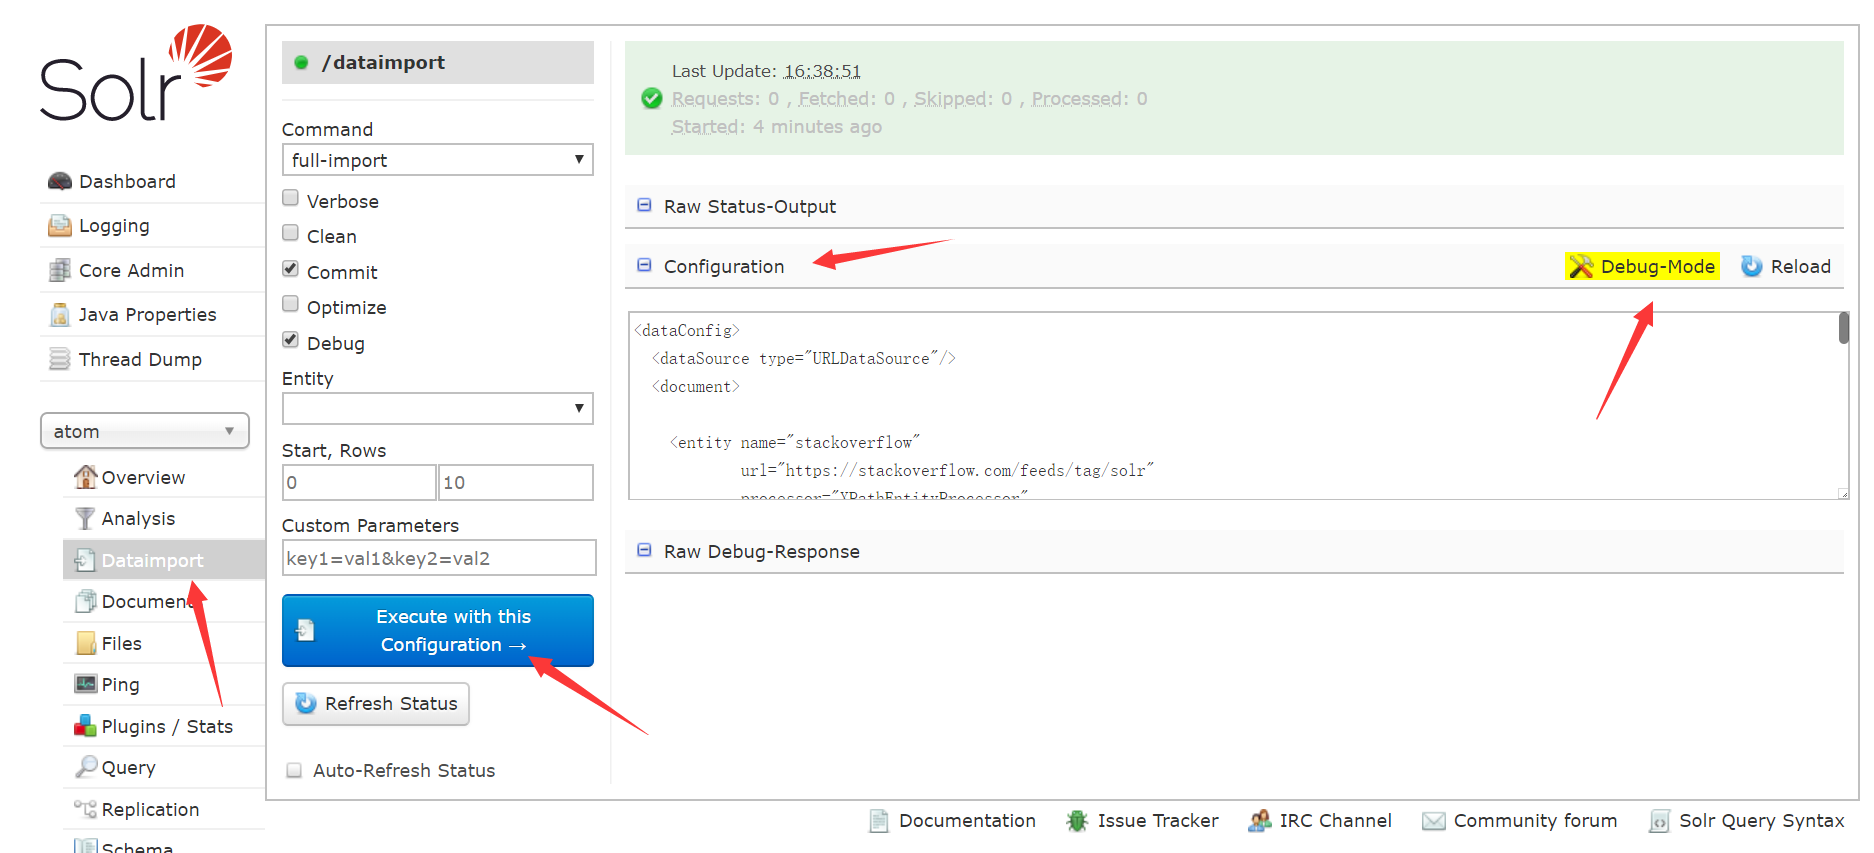 Solr
Dashboard
Logging
Core Admin
Java Properties
Thread Dump
atom
Overview
Analysis
Dataimport
Document
Files
Ping
Plugins / Stats
Query
Replication
Schema
/dataimport
Command
full-import
Verbose
Clean
Commit
Optimize
Debug
Entity
Start, Rows
0
10
Custom Parameters
key1=val1&key2=val2
Execute with this
Configuration →
Refresh Status
Auto-Refresh Status
Last Update: 16:38:51
Requests: 0 , Fetched: 0 , Skipped: 0 , Processed: 0
Started: 4 minutes ago
Raw Status-Output
Configuration
Debug-Mode
Reload
<dataConfig>
<dataSource type="URLDataSource"/>
<document>
<entity name="stackoverflow"
url="https://stackoverflow.com/feeds/tag/solr"
processor="XPathEntityProcessor"
Raw Debug-Response
Documentation
Issue Tracker
IRC Channel
Community forum
Solr Query Syntax